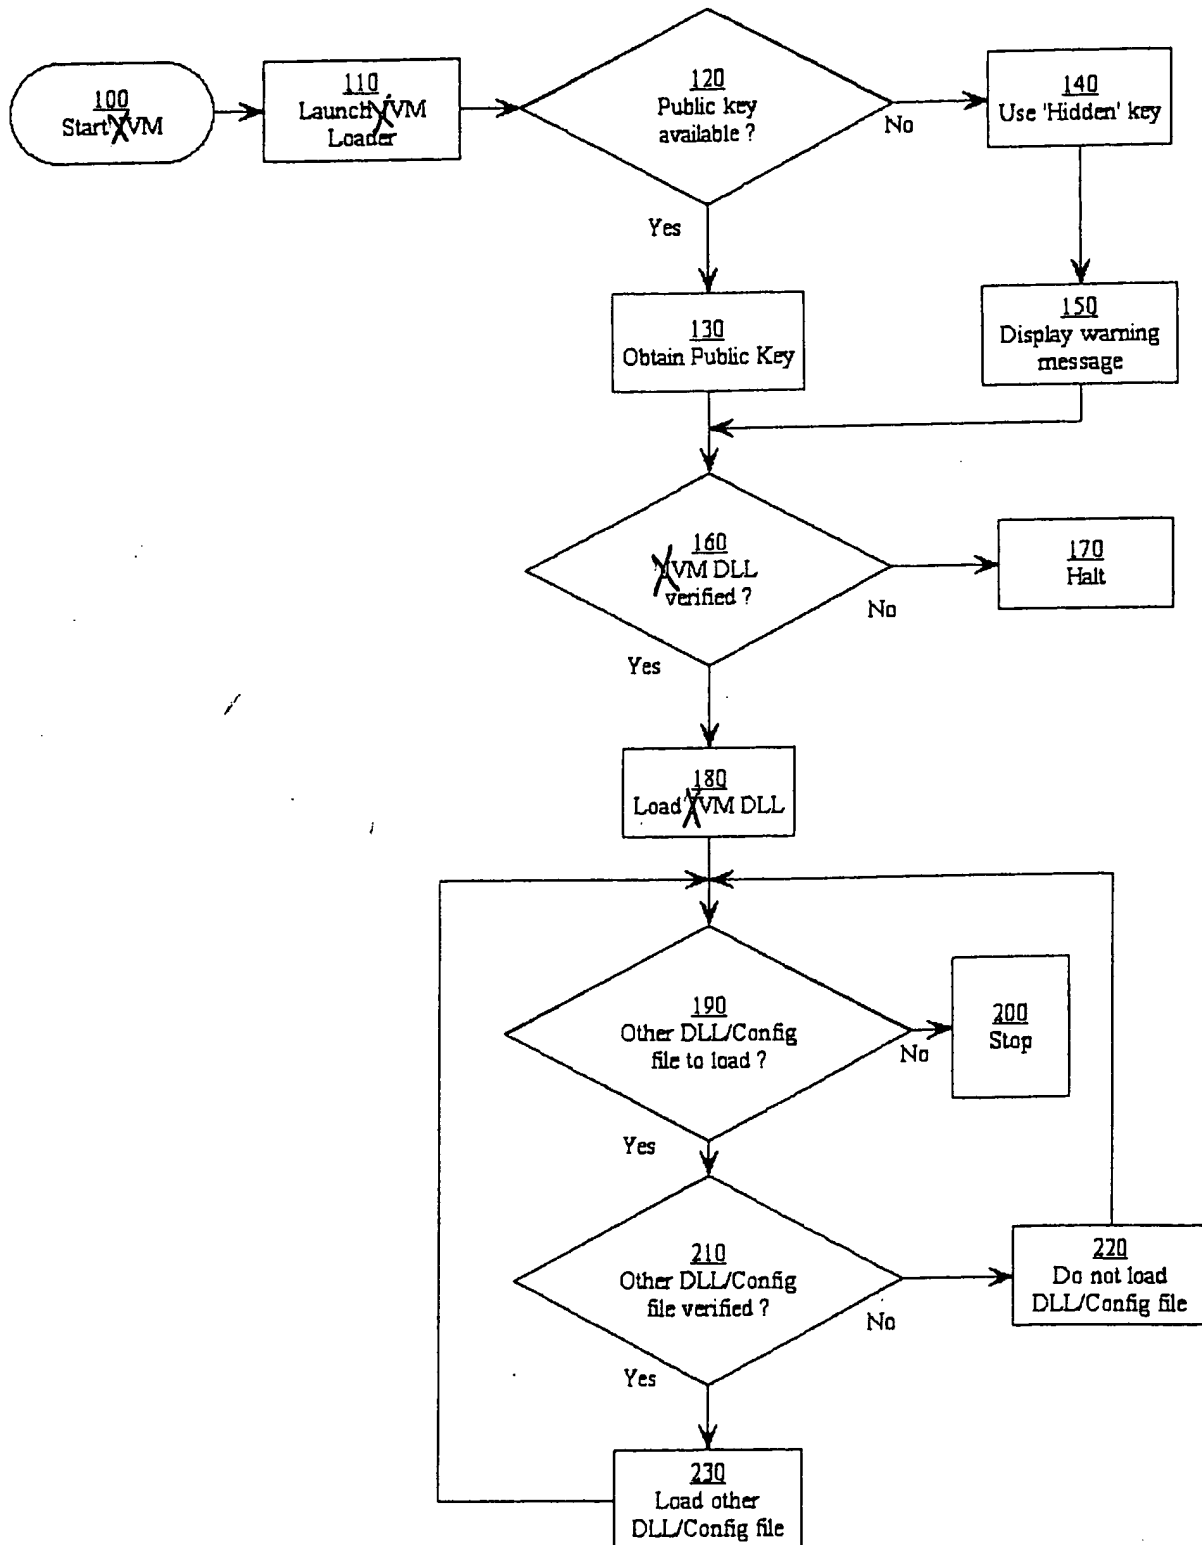 100
Start XVM
110
Launch XVM
Loader
120
Public key
available ?
No
140
Use 'Hidden' key
Yes
130
Obtain Public Key
150
Display warning
message
160
XVM DLL
verified ?
No
170
Halt
Yes
180
Load XVM DLL
190
Other DLL/Config
file to load ?
No
200
Stop
Yes
210
Other DLL/Config
file verified ?
No
220
Do not load
DLL/Config file
Yes
230
Load other
DLL/Config file